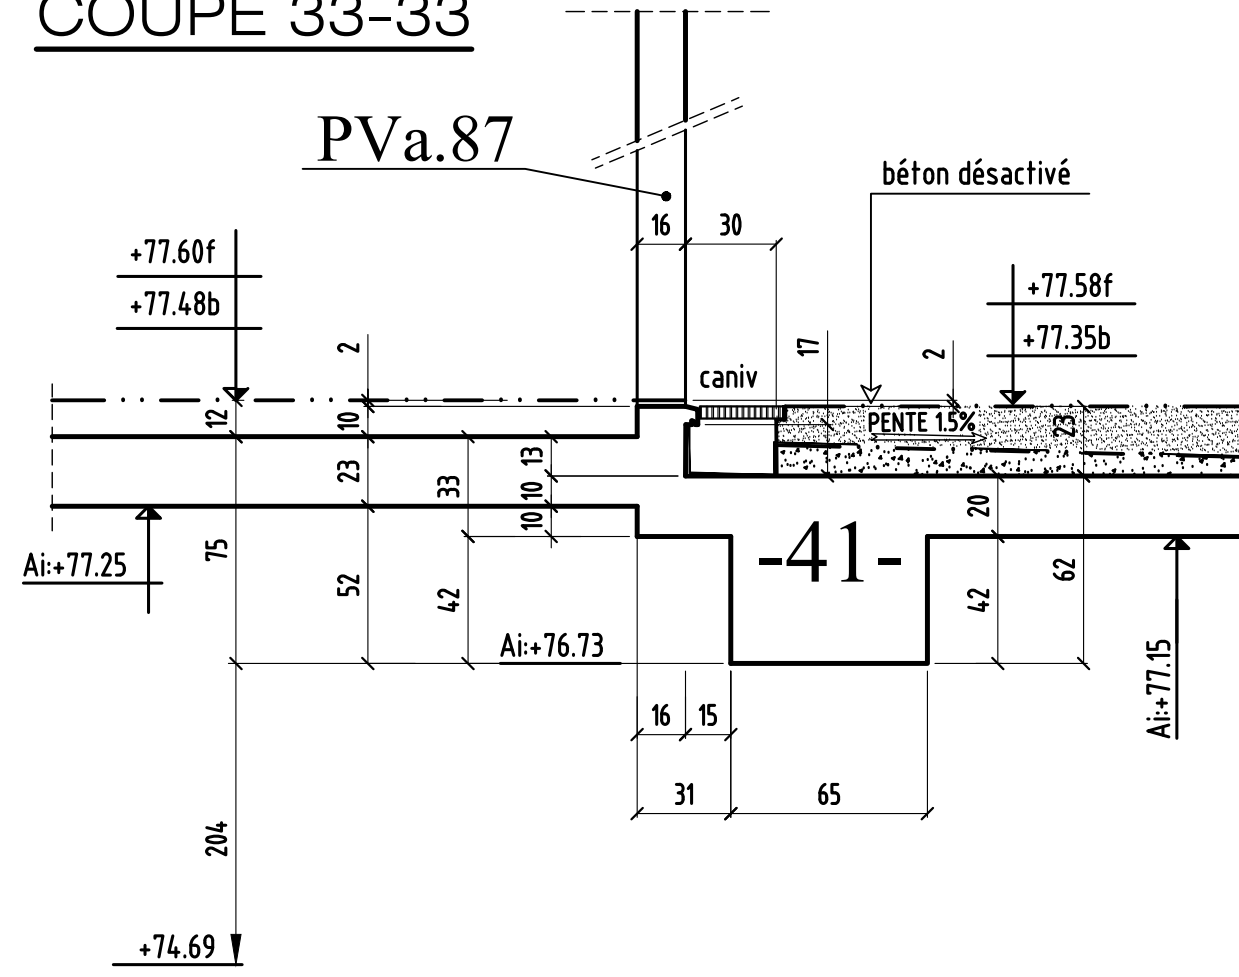 COUPE 33-33
PVa.87
béton désactivé
16
30
+77.60f
+77.48b
+77.58f
+77.35b
2
17
2
caniv
12
10
PENTE 1.5%
23
23
33
13
10
10
20
-41-
75
52
42
42
62
Ai:+77.25
Ai:+76.73
Ai:+77.15
16
15
31
65
204
+74.69